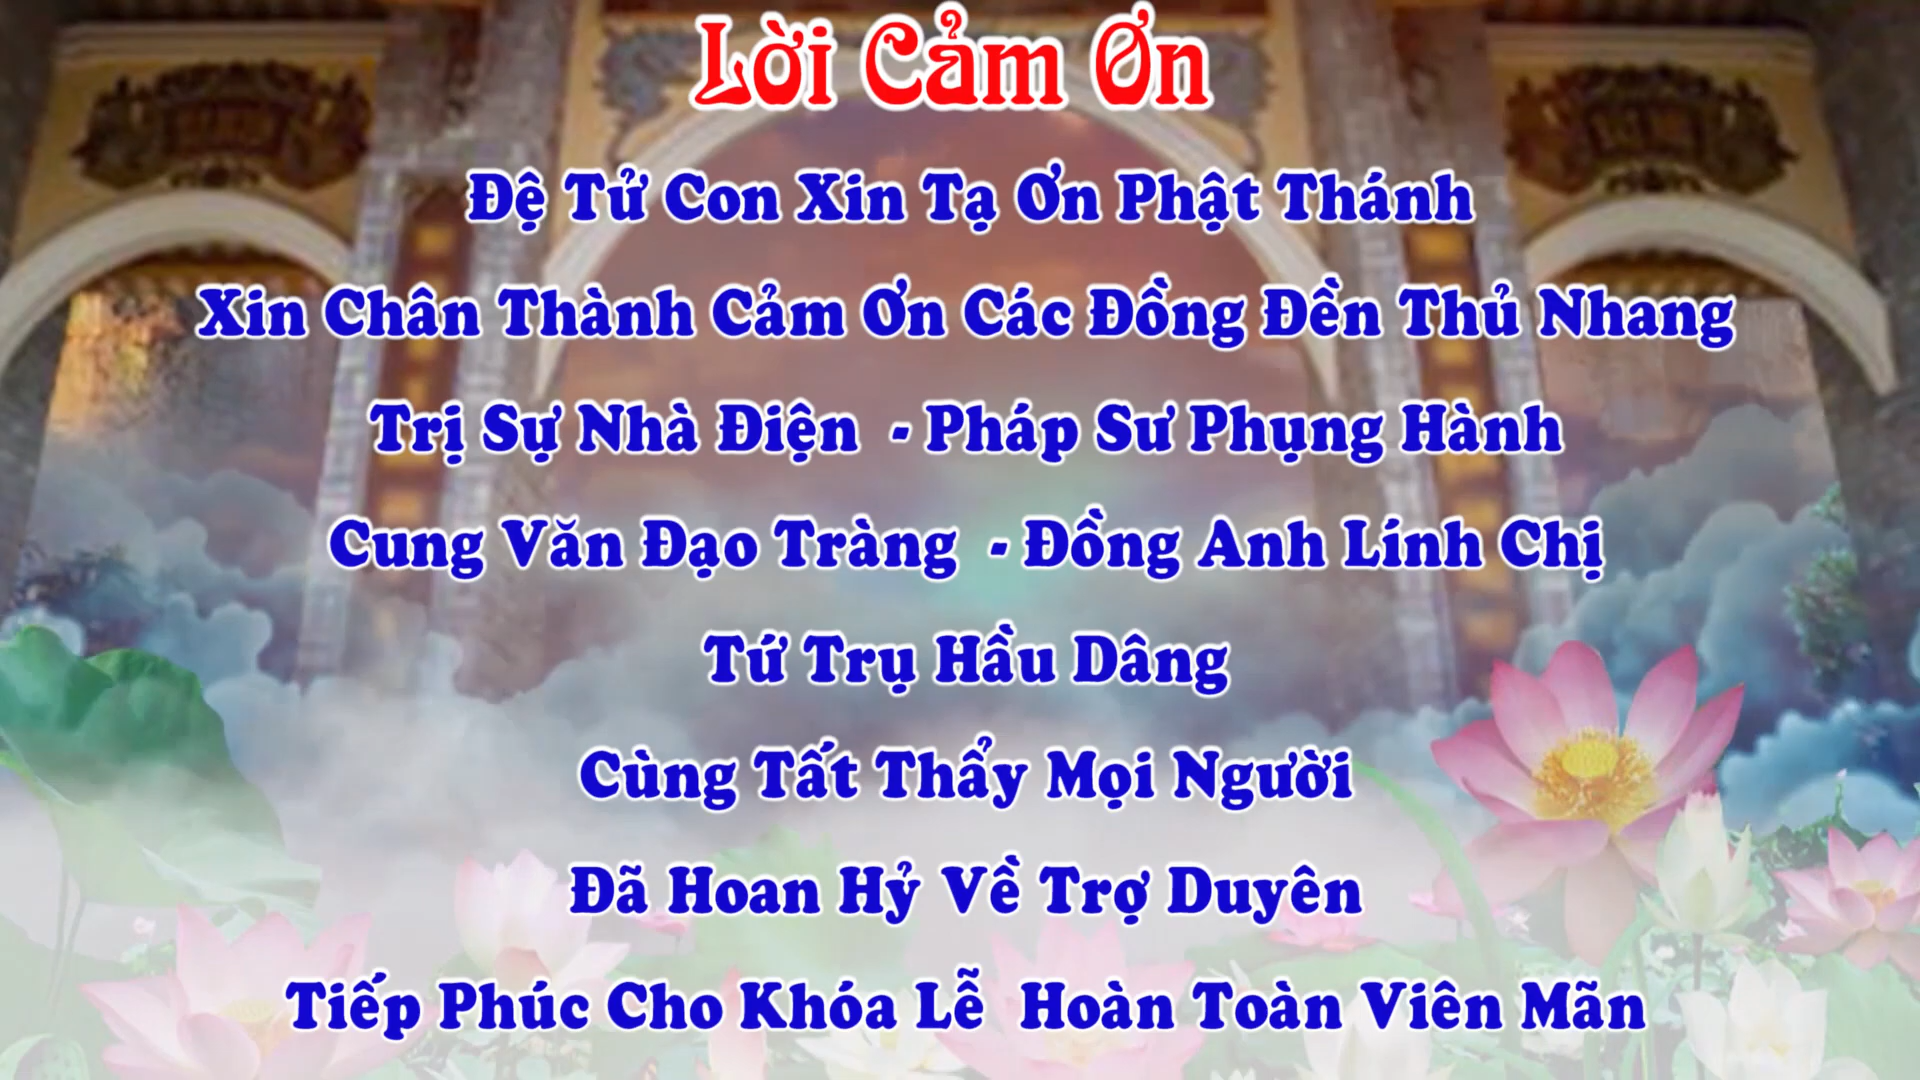 Lời Cảm Ơn
Đệ Tử Con Xin Tạ Ơn Phật Thánh
Xin Chân Thành Cảm Ơn Các Đồng Đền Thủ Nhang
Trị Sự Nhà Điện - Pháp Sư Phụng Hành
Cung Văn Đạo Tràng - Đồng Anh Lính Chị
Tứ Trụ Hầu Dâng
Cùng Tất Thẩy Mọi Người
Đã Hoan Hỷ Về Trợ Duyên
Tiếp Phúc Cho Khóa Lễ Hoàn Toàn Viên Mãn